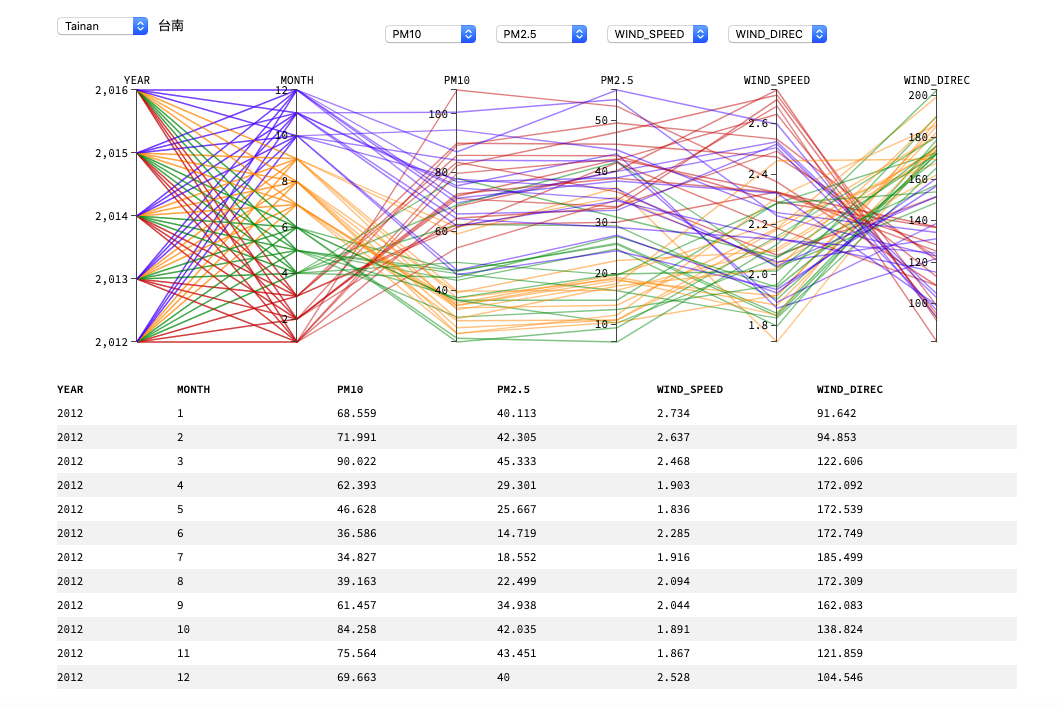 Tainan 台南
PM10 PM2.5 WIND_SPEED WIND_DIREC
YEAR MONTH PM10 PM2.5 WIND_SPEED WIND_DIREC
2,016 12 200
100 50 2.6 180
2,015 10
80 40 2.4 160
8
2,014 6 60 30 2.2 140
4 40 20 2.0 120
2,013
2 10 1.8 100
2,012
YEAR MONTH PM10 PM2.5 WIND_SPEED WIND_DIREC
2012 1 68.559 40.113 2.734 91.642
2012 2 71.991 42.305 2.637 94.853
2012 3 90.022 45.333 2.468 122.606
2012 4 62.393 29.301 1.903 172.092
2012 5 46.628 25.667 1.836 172.539
2012 6 36.586 14.719 2.285 172.749
2012 7 34.827 18.552 1.916 185.499
2012 8 39.163 22.499 2.094 172.309
2012 9 61.457 34.938 2.044 162.083
2012 10 84.258 42.035 1.891 138.824
2012 11 75.564 43.451 1.867 121.859
2012 12 69.663 40 2.528 104.546